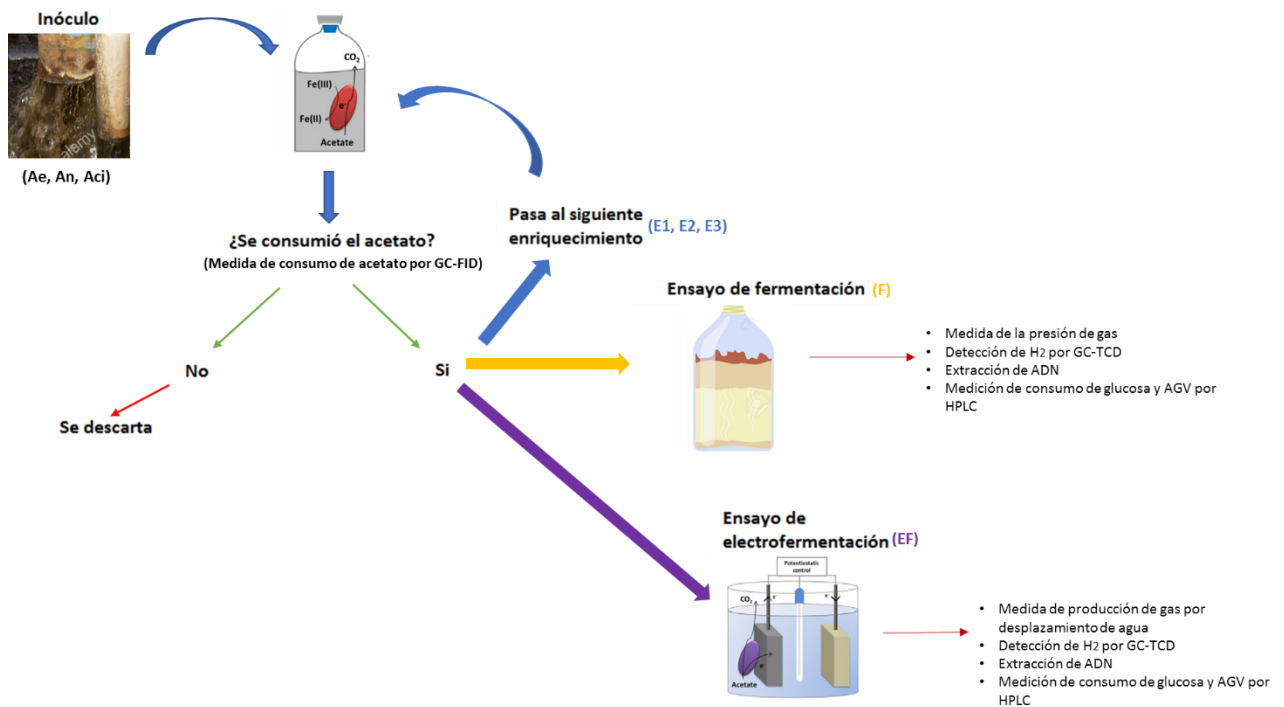 Inóculo
alamy
(Ae, An, Aci)
CO2
Fe(III)
e-
Fe(II)
Acetate
¿Se consumió el acetato?
(Medida de consumo de acetato por GC-FID)
Pasa al siguiente
enriquecimiento (E1, E2, E3)
No
Si
Se descarta
Ensayo de fermentación (F)
• Medida de la presión de gas
• Detección de H2 por GC-TCD
• Extracción de ADN
• Medición de consumo de glucosa y AGV por
HPLC
Ensayo de
electrofermentación (EF)
Potentiostatic
control
CO2
e-
e-
e-
Acetate
• Medida de producción de gas por
desplazamiento de agua
• Detección de H2 por GC-TCD
• Extracción de ADN
• Medición de consumo de glucosa y AGV por
HPLC